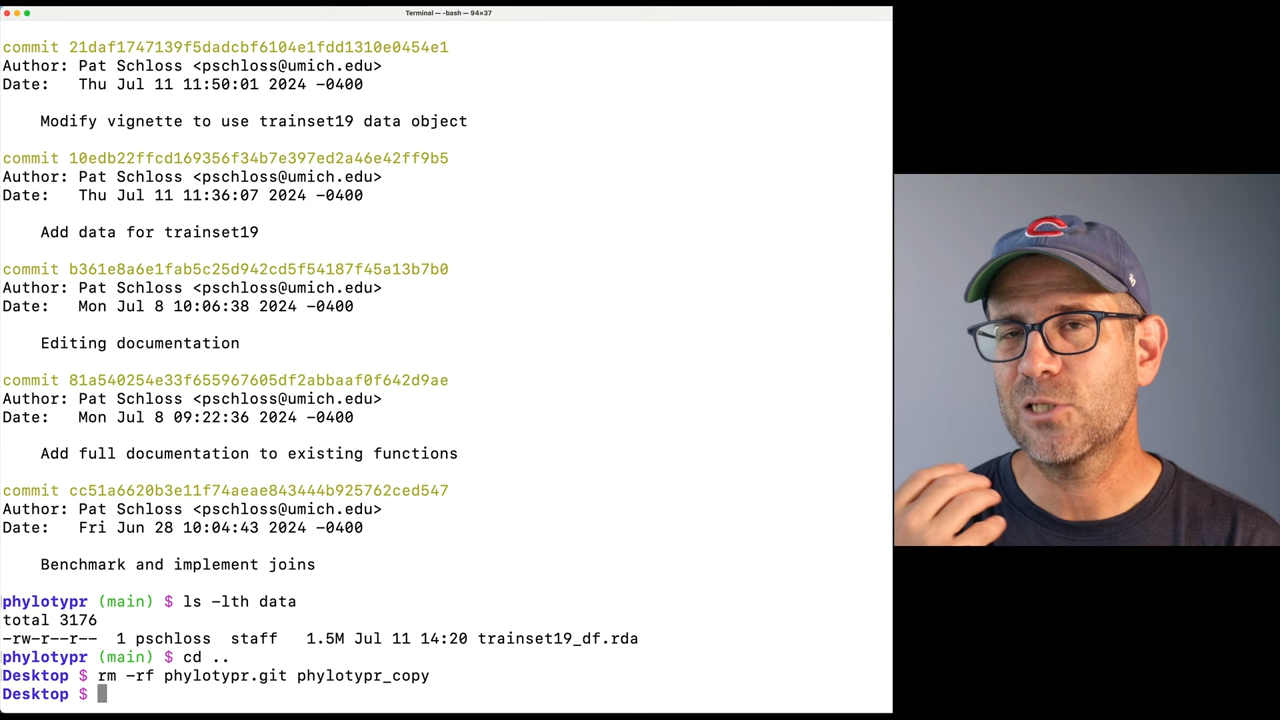 Terminal — -bash — 94×37
commit 21daf1747139f5dadcbf6104e1fdd1310e0454e1
Author: Pat Schloss <pschloss@umich.edu>
Date:   Thu Jul 11 11:50:01 2024 -0400
Modify vignette to use trainset19 data object
commit 10edb22ffcd169356f34b7e397ed2a46e42ff9b5
Author: Pat Schloss <pschloss@umich.edu>
Date:   Thu Jul 11 11:36:07 2024 -0400
Add data for trainset19
commit b361e8a6e1fab5c25d942cd5f54187f45a13b7b0
Author: Pat Schloss <pschloss@umich.edu>
Date:   Mon Jul 8 10:06:38 2024 -0400
Editing documentation
commit 81a540254e33f655967605df2abbaaf0f642d9ae
Author: Pat Schloss <pschloss@umich.edu>
Date:   Mon Jul 8 09:22:36 2024 -0400
Add full documentation to existing functions
commit cc51a6620b3e11f74aeae843444b925762ced547
Author: Pat Schloss <pschloss@umich.edu>
Date:   Fri Jun 28 10:04:43 2024 -0400
Benchmark and implement joins
phylotypr (main) $ ls -lth data
total 3176
-rw-r--r--  1 pschloss  staff   1.5M Jul 11 14:20 trainset19_df.rda
phylotypr (main) $ cd ..
Desktop $ rm -rf phylotypr.git phylotypr_copy
Desktop $
C